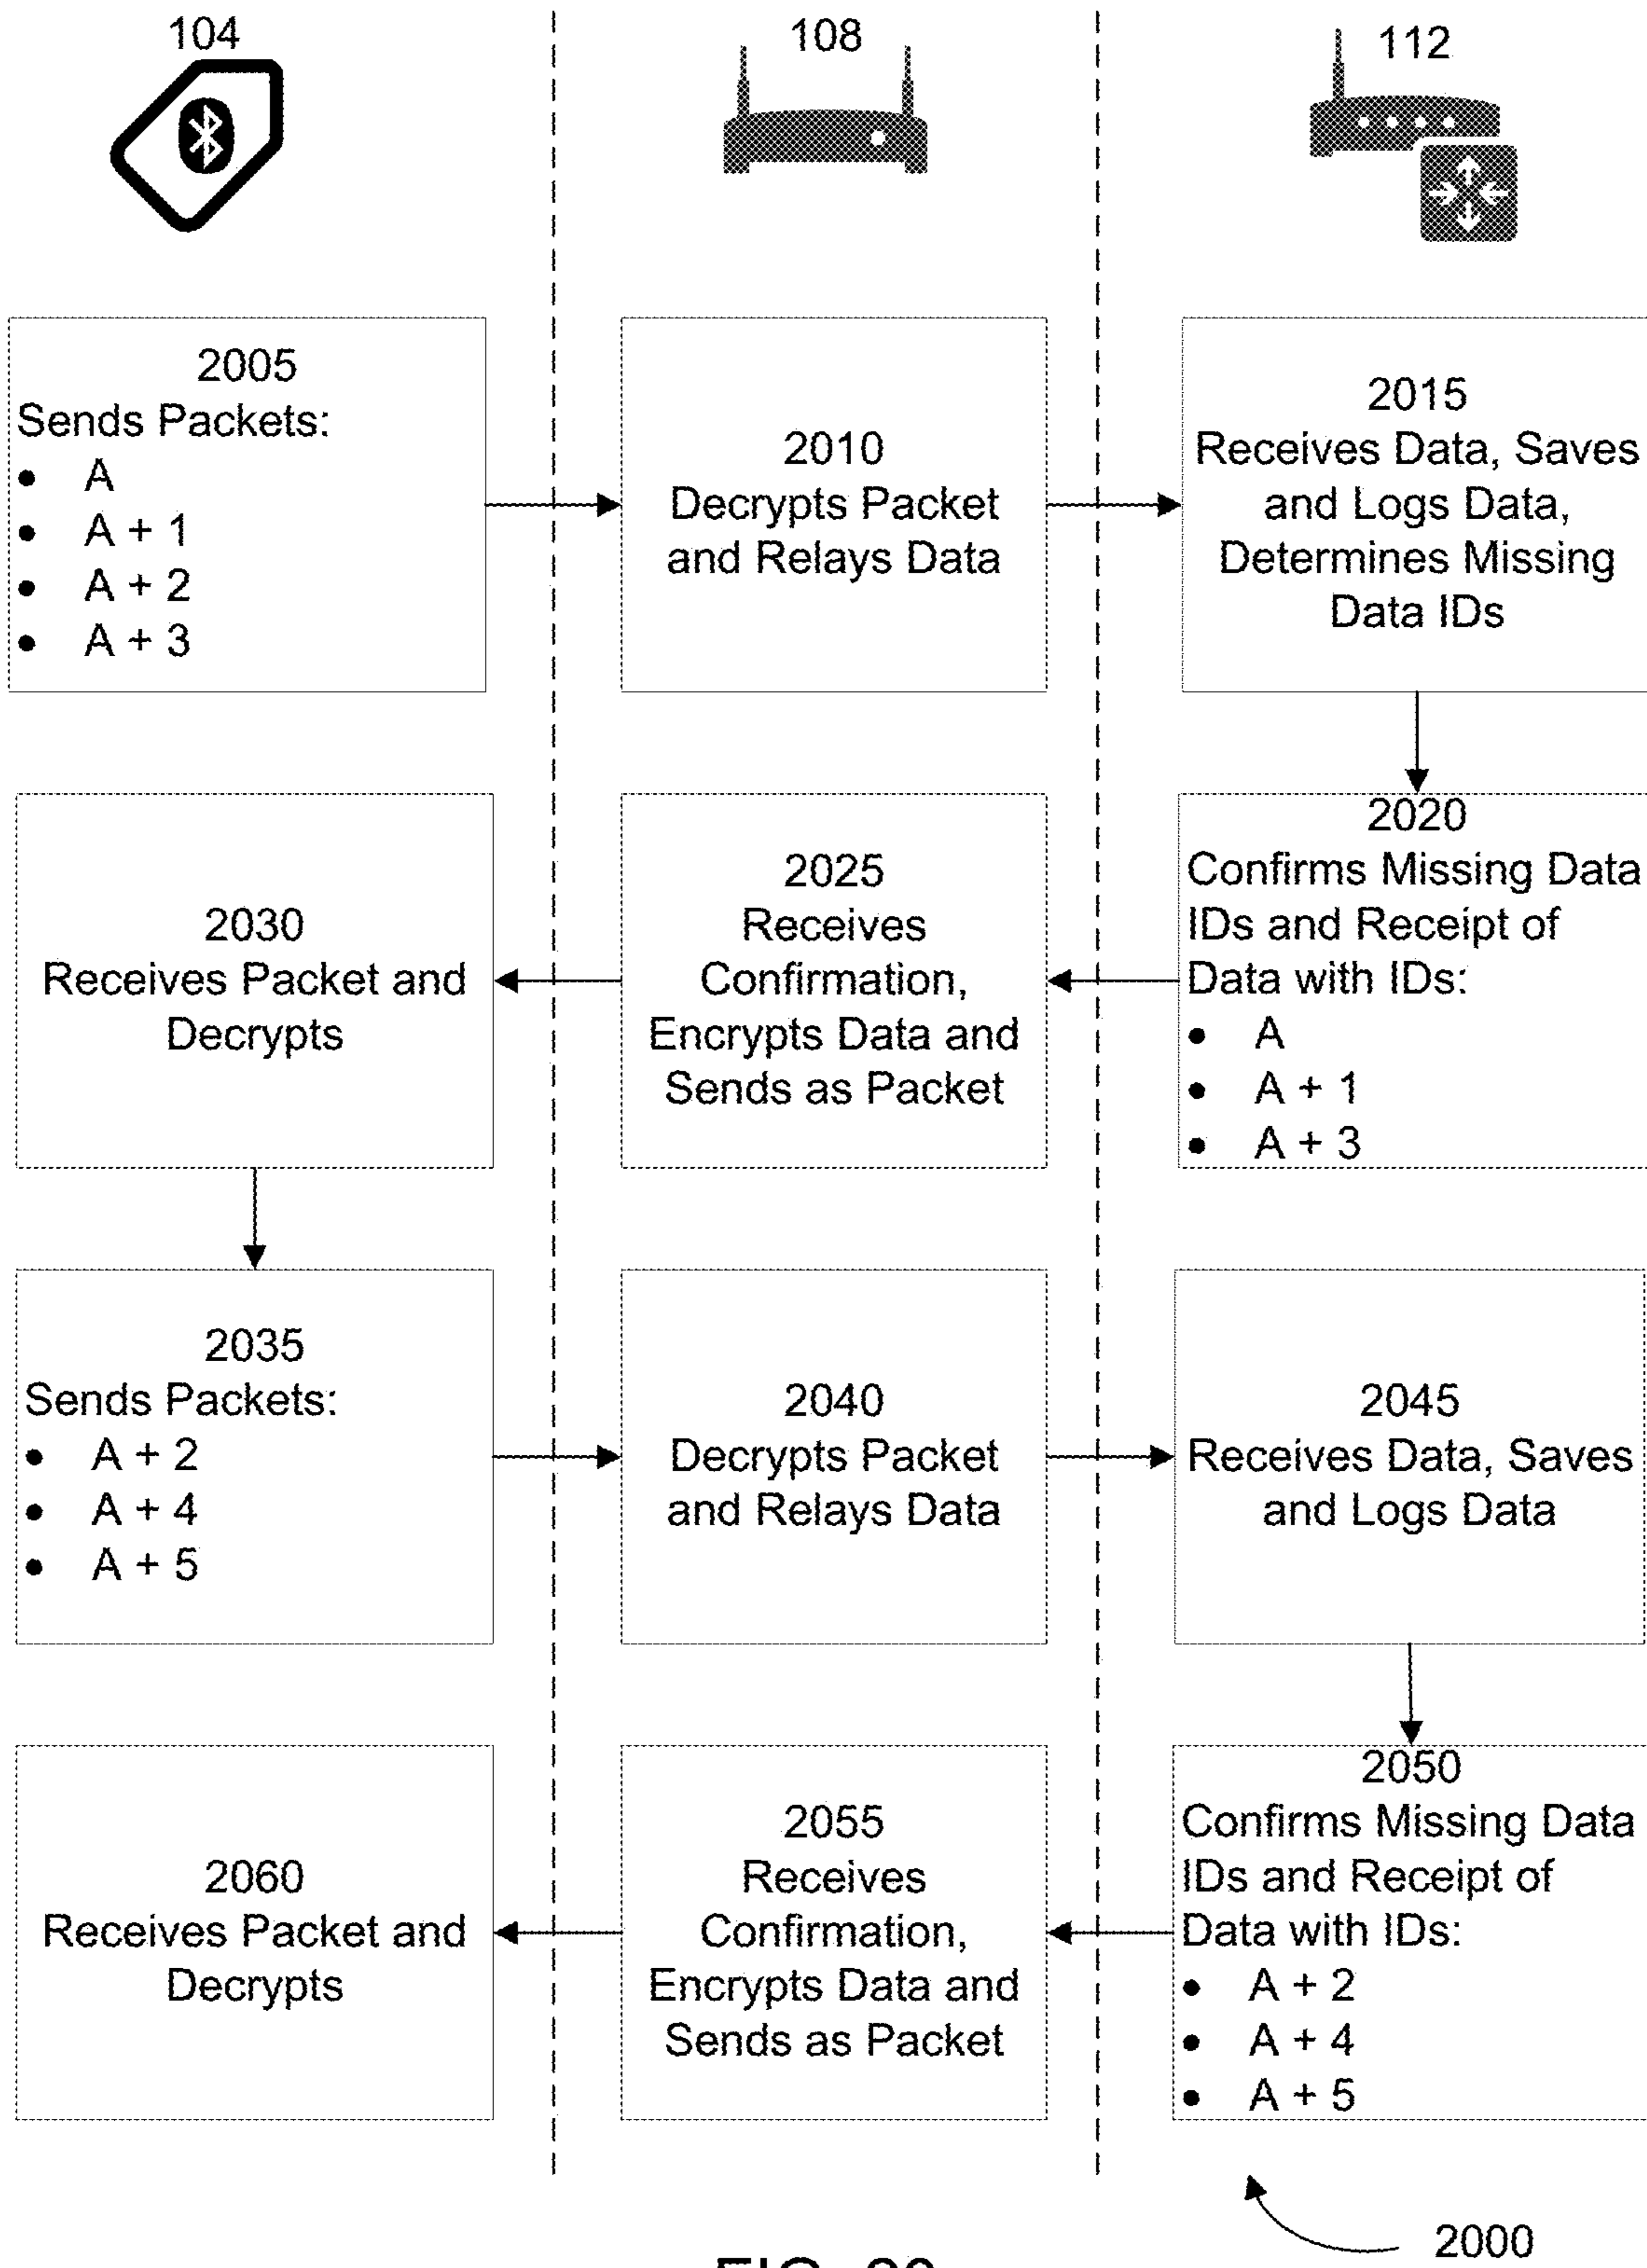 104
108
112
2005
Sends Packets:
• A
• A + 1
• A + 2
• A + 3
2010
Decrypts Packet
and Relays Data
2015
Receives Data, Saves
and Logs Data,
Determines Missing
Data IDs
2030
Receives Packet and
Decrypts
2025
Receives
Confirmation,
Encrypts Data and
Sends as Packet
2020
Confirms Missing Data
IDs and Receipt of
Data with IDs:
• A
• A + 1
• A + 3
2035
Sends Packets:
• A + 2
• A + 4
• A + 5
2040
Decrypts Packet
and Relays Data
2045
Receives Data, Saves
and Logs Data
2060
Receives Packet and
Decrypts
2055
Receives
Confirmation,
Encrypts Data and
Sends as Packet
2050
Confirms Missing Data
IDs and Receipt of
Data with IDs:
• A + 2
• A + 4
• A + 5
2000